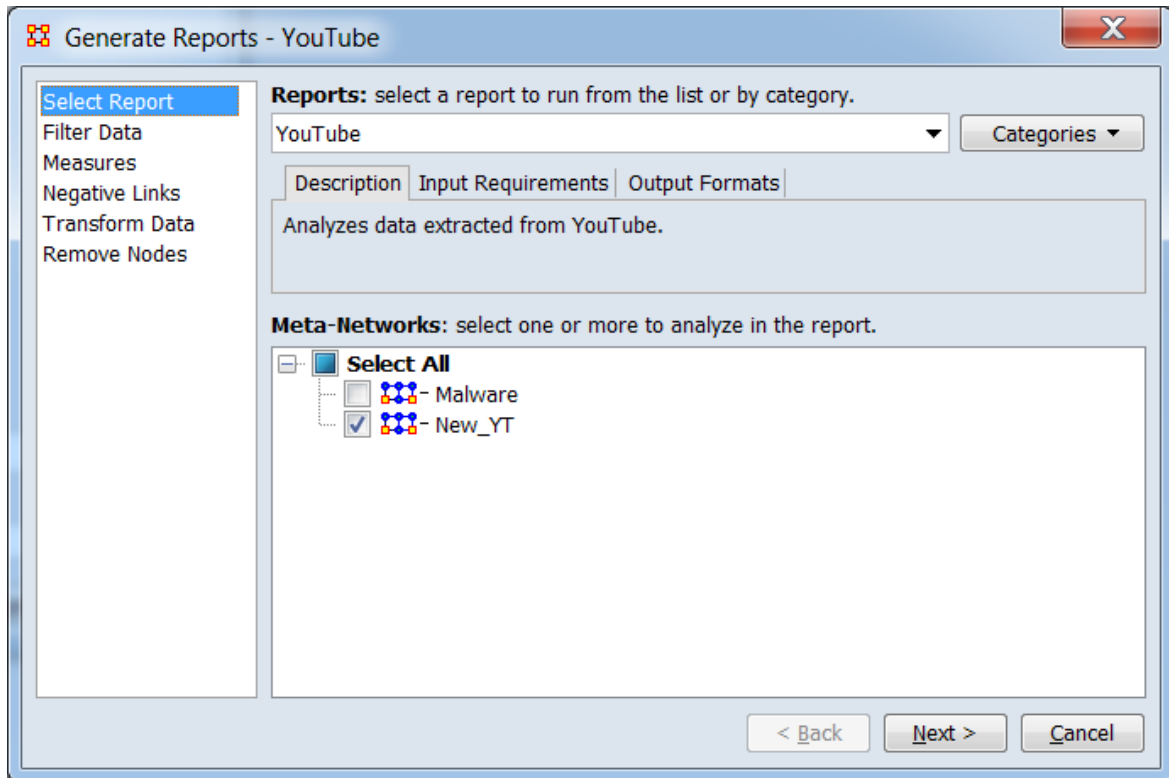 Generate Reports - YouTube
X
Select Report
Filter Data
Measures
Negative Links
Transform Data
Remove Nodes
Reports: select a report to run from the list or by category.
YouTube
Categories
Description Input Requirements Output Formats
Analyzes data extracted from YouTube.
Meta-Networks: select one or more to analyze in the report.
Select All
Malware
New_YT
< Back Next > Cancel